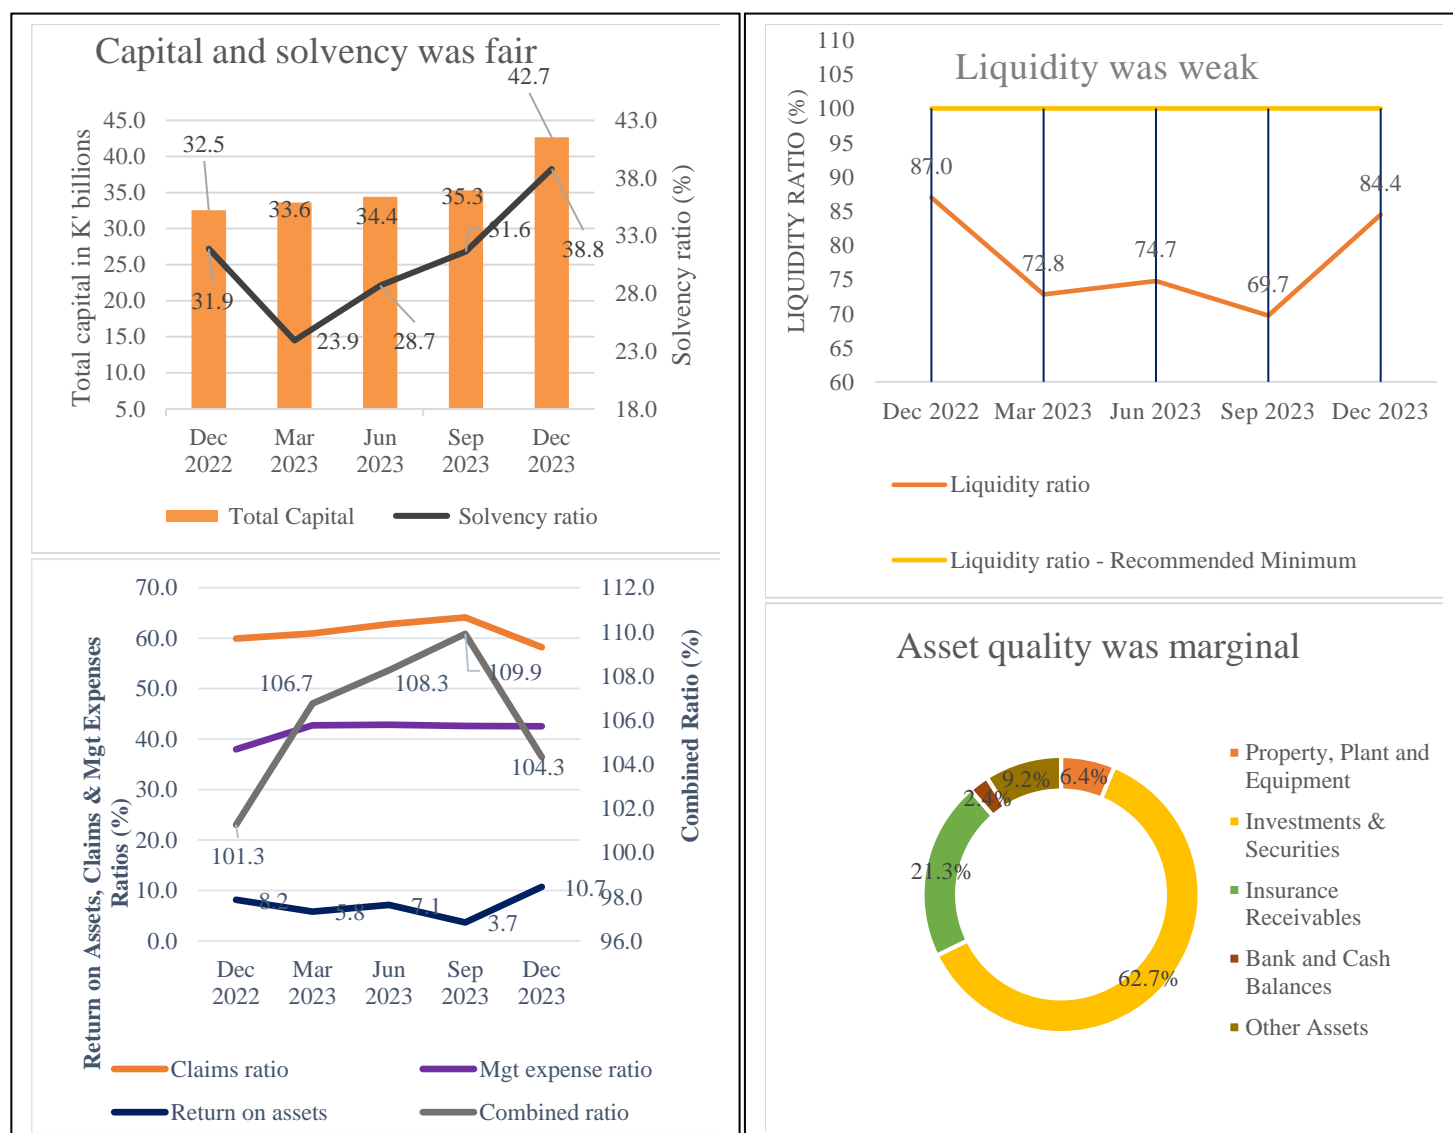 Capital and solvency was fair
42.7
45.0
40.0
35.0
30.0
25.0
20.0
15.0
10.0
5.0
Total capital in K' billions
32.5
33.6
34.4
35.3
31.6
31.9
23.9
28.7
38.8
43.0
38.0
33.0
28.0
23.0
18.0
Solvency ratio (%)
Dec
2022
Mar
2023
Jun
2023
Sep
2023
Dec
2023
Total Capital
Solvency ratio
Return on Assets, Claims & Mgt Expenses
Ratios (%)
70.0
60.0
50.0
40.0
30.0
20.0
10.0
0.0
106.7
108.3
109.9
104.3
101.3
8.2
5.8
7.1
3.7
10.7
112.0
110.0
108.0
106.0
104.0
102.0
100.0
98.0
96.0
Combined Ratio (%)
Dec
2022
Mar
2023
Jun
2023
Sep
2023
Dec
2023
Claims ratio
Mgt expense ratio
Return on assets
Combined ratio
Liquidity was weak
LIQUIDITY RATIO (%)
110
105
100
95
90
85
80
75
70
65
60
87.0
72.8
74.7
69.7
84.4
Dec 2022
Mar 2023
Jun 2023
Sep 2023
Dec 2023
Liquidity ratio
Liquidity ratio - Recommended Minimum
Asset quality was marginal
6.4%
62.7%
21.3%
2.4%
9.2%
Property, Plant and
Equipment
Investments &
Securities
Insurance
Receivables
Bank and Cash
Balances
Other Assets